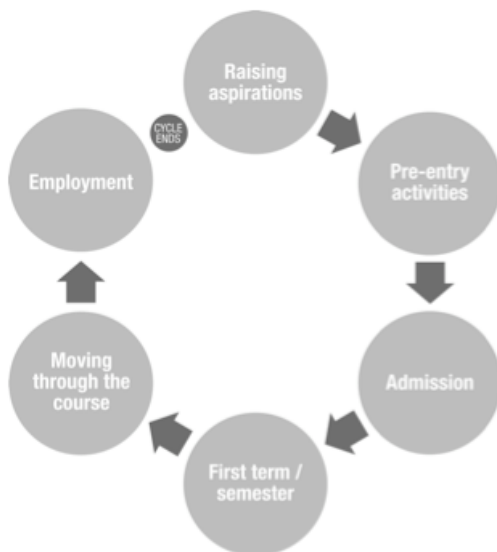 Raising
aspirations
CYCLE
ENDS
Employment
Pre-entry
activities
Moving
through the
course
Admission
First term /
semester